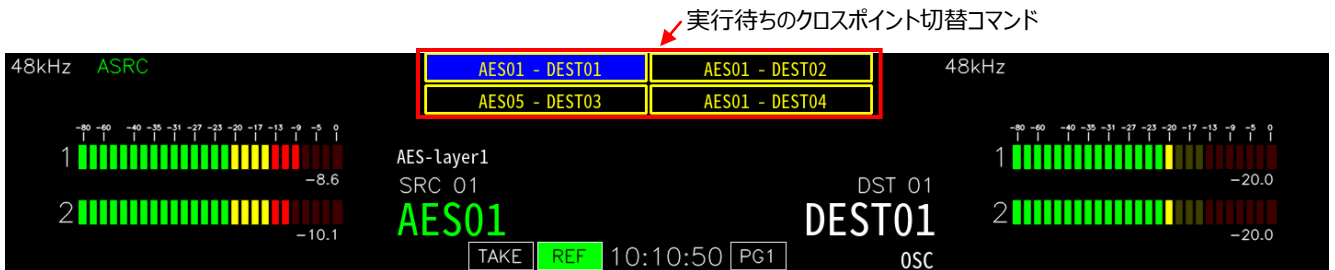 実行待ちのクロスポイント切替コマンド
48kHz ASRC AES01 - DEST01 AES01 - DEST02 48kHz
AES05 - DEST03 AES01 - DEST04
-80 -60 -40 -35 -31 -27 -23 -20 -17 -13 -9 -5 0 -80 -60 -40 -35 -31 -27 -23 -20 -17 -13 -9 -5 0
1 AES-layer1 1
-8.6 SRC 01 DST 01 -20.0
2 AES01 DEST01 2
-10.1 -20.0
TAKE REF 10:10:50 PG1 OSC